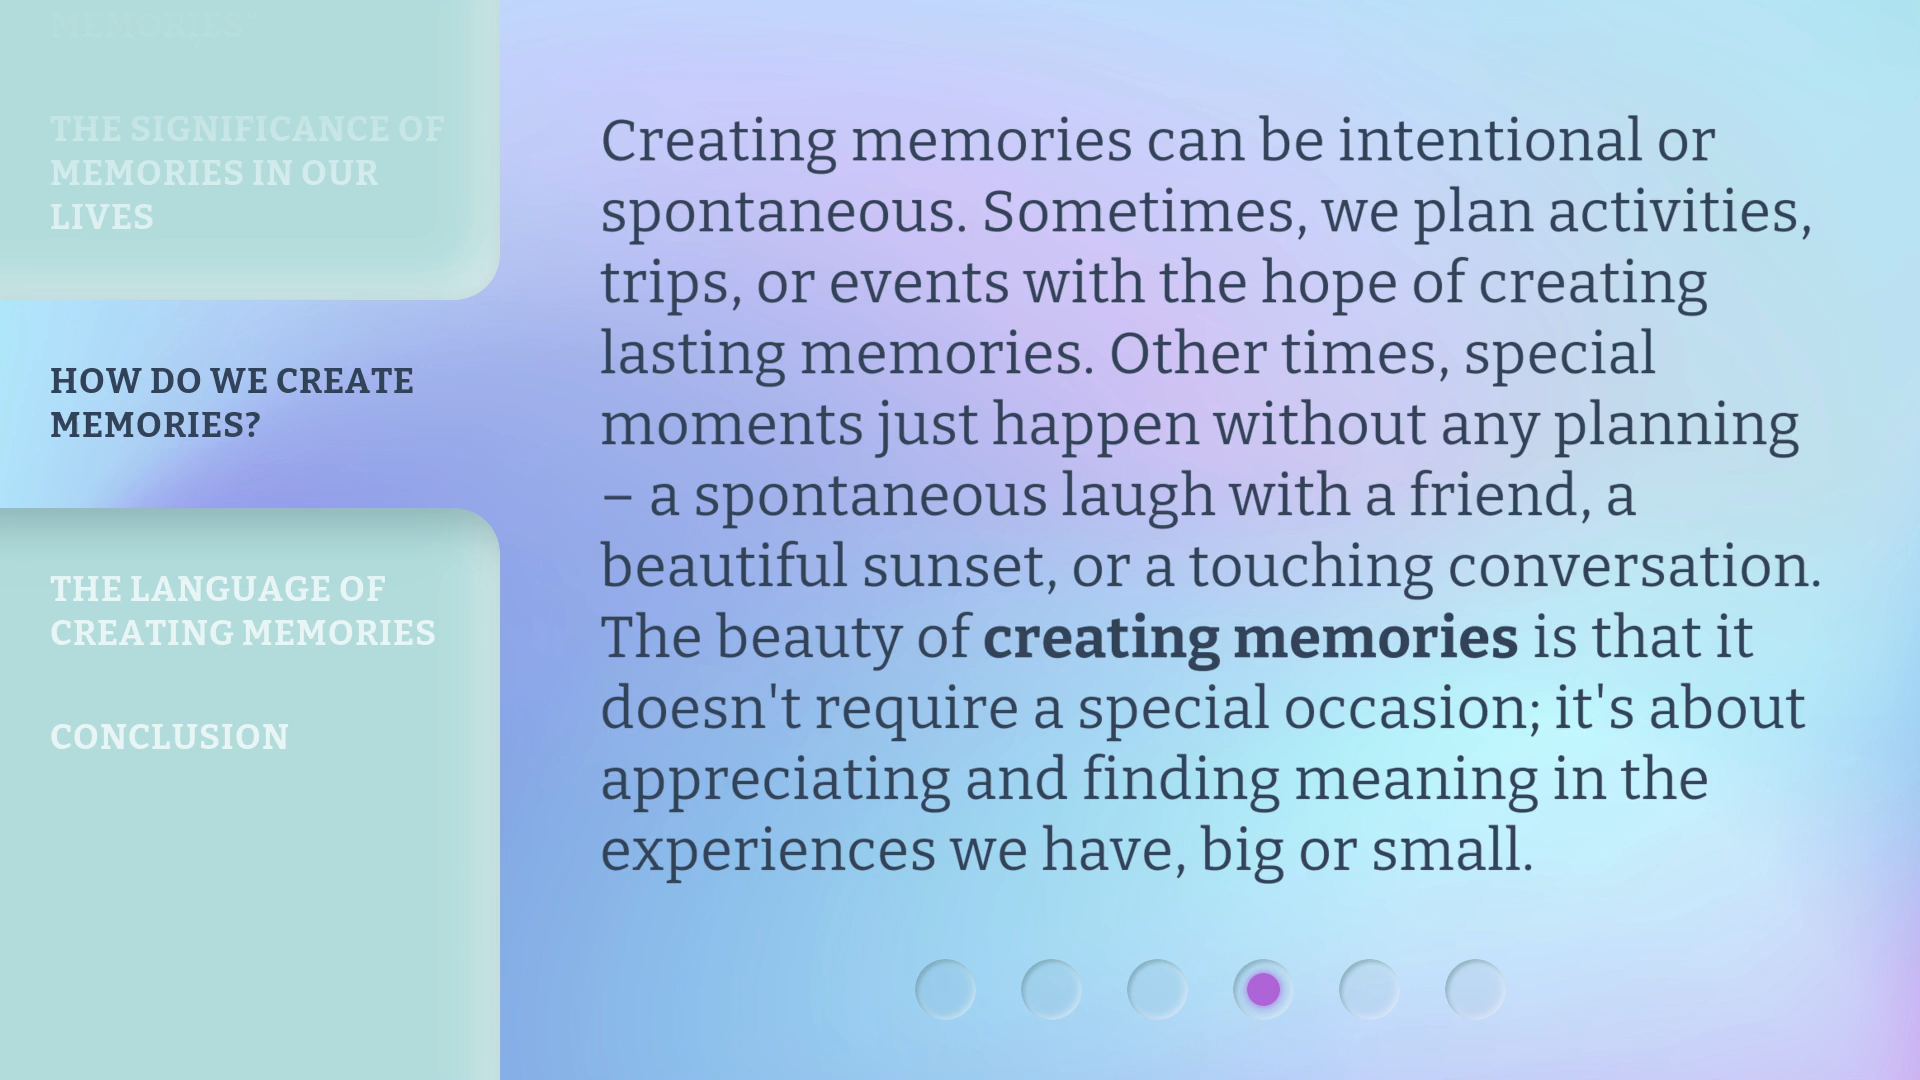 MEMORIES"
THE SIGNIFICANCE OF
MEMORIES IN OUR
LIVES
HOW DO WE CREATE
MEMORIES?
THE LANGUAGE OF
CREATING MEMORIES
CONCLUSION
Creating memories can be intentional or
spontaneous. Sometimes, we plan activities,
trips, or events with the hope of creating
lasting memories. Other times, special
moments just happen without any planning
– a spontaneous laugh with a friend, a
beautiful sunset, or a touching conversation.
The beauty of creating memories is that it
doesn't require a special occasion; it's about
appreciating and finding meaning in the
experiences we have, big or small.